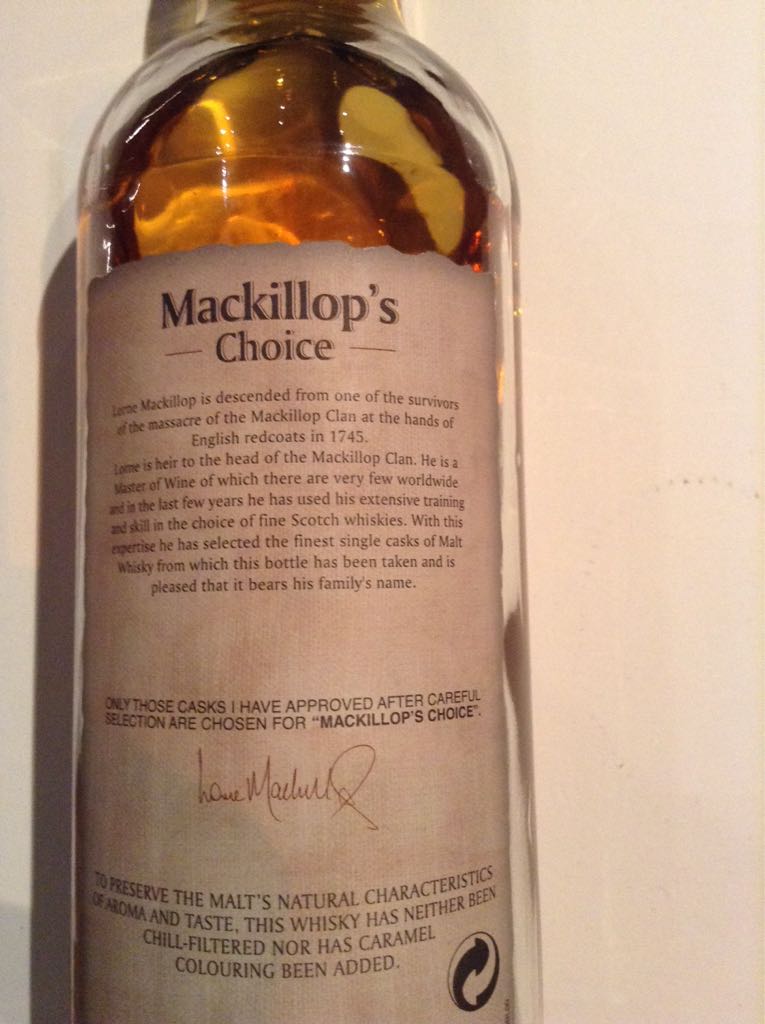 Mackillop's
Choice
Lorne Mackillop is descended from one of the survivors
of the massacre of the Mackillop Clan at the hands of
English redcoats in 1745.
Lorne is heir to the head of the Mackillop Clan. He is a
Master of Wine of which there are very few worldwide
and in the last few years he has used his extensive training
and skill in the choice of fine Scotch whiskies. With this
expertise he has selected the finest single casks of Malt
Whisky from which this bottle has been taken and is
pleased that it bears his family's name.
ONLY THOSE CASKS I HAVE APPROVED AFTER CAREFUL
SELECTION ARE CHOSEN FOR "MACKILLOP'S CHOICE".
Lorne Mackillop
TO PRESERVE THE MALT'S NATURAL CHARACTERISTICS
OF AROMA AND TASTE, THIS WHISKY HAS NEITHER BEEN
CHILL-FILTERED NOR HAS CARAMEL
COLOURING BEEN ADDED.